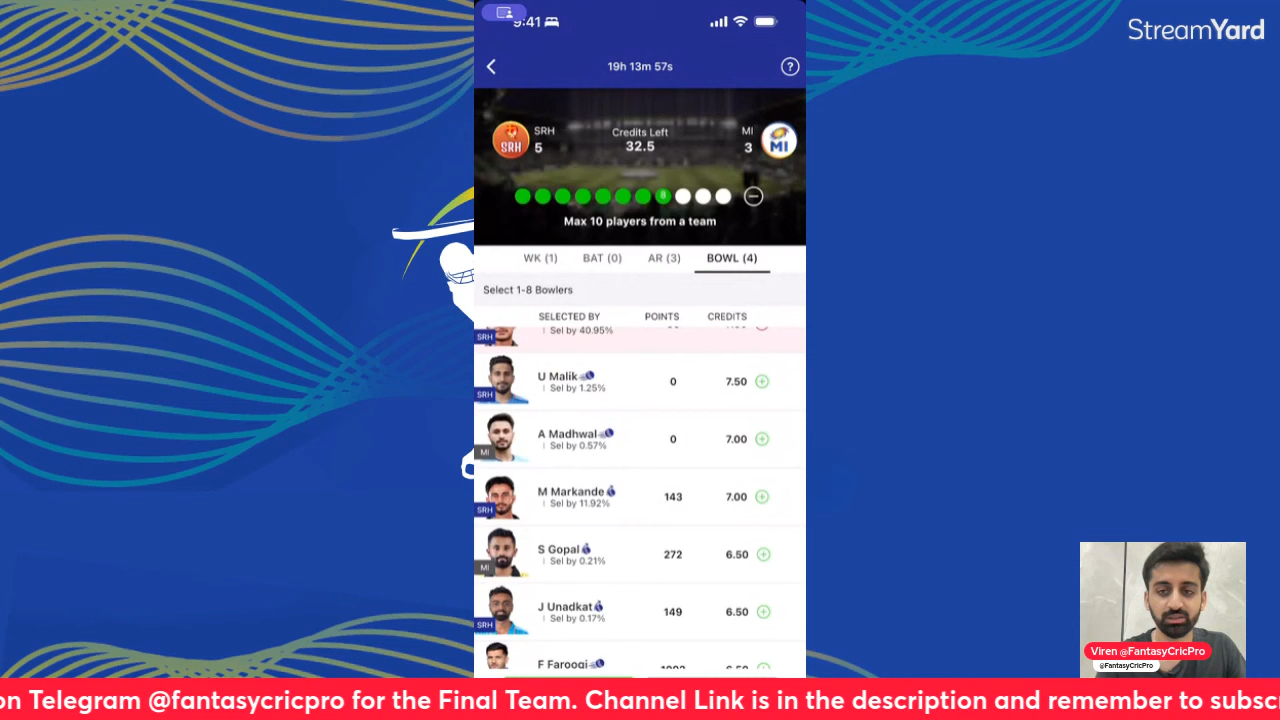 9:41
StreamYard
19h 13m 57s
?
SRH
5
Credits Left
32.5
MI
3
SRH
MI
8
Max 10 players from a team
WK (1) BAT (0) AR (3) BOWL (4)
Select 1-8 Bowlers
SELECTED BY POINTS CREDITS
SRH
Sel by 40.95%
U Malik
Sel by 1.25%
0 7.50
SRH
A Madhwal
Sel by 0.57%
0 7.00
MI
M Markande
Sel by 11.92%
143 7.00
SRH
S Gopal
Sel by 0.21%
272 6.50
MI
J Unadkat
Sel by 0.17%
149 6.50
SRH
F Farooqi
Viren @FantasyCricPro
@FantasyCricPro
on Telegram @fantasycricpro for the Final Team. Channel Link is in the description and remember to subsc